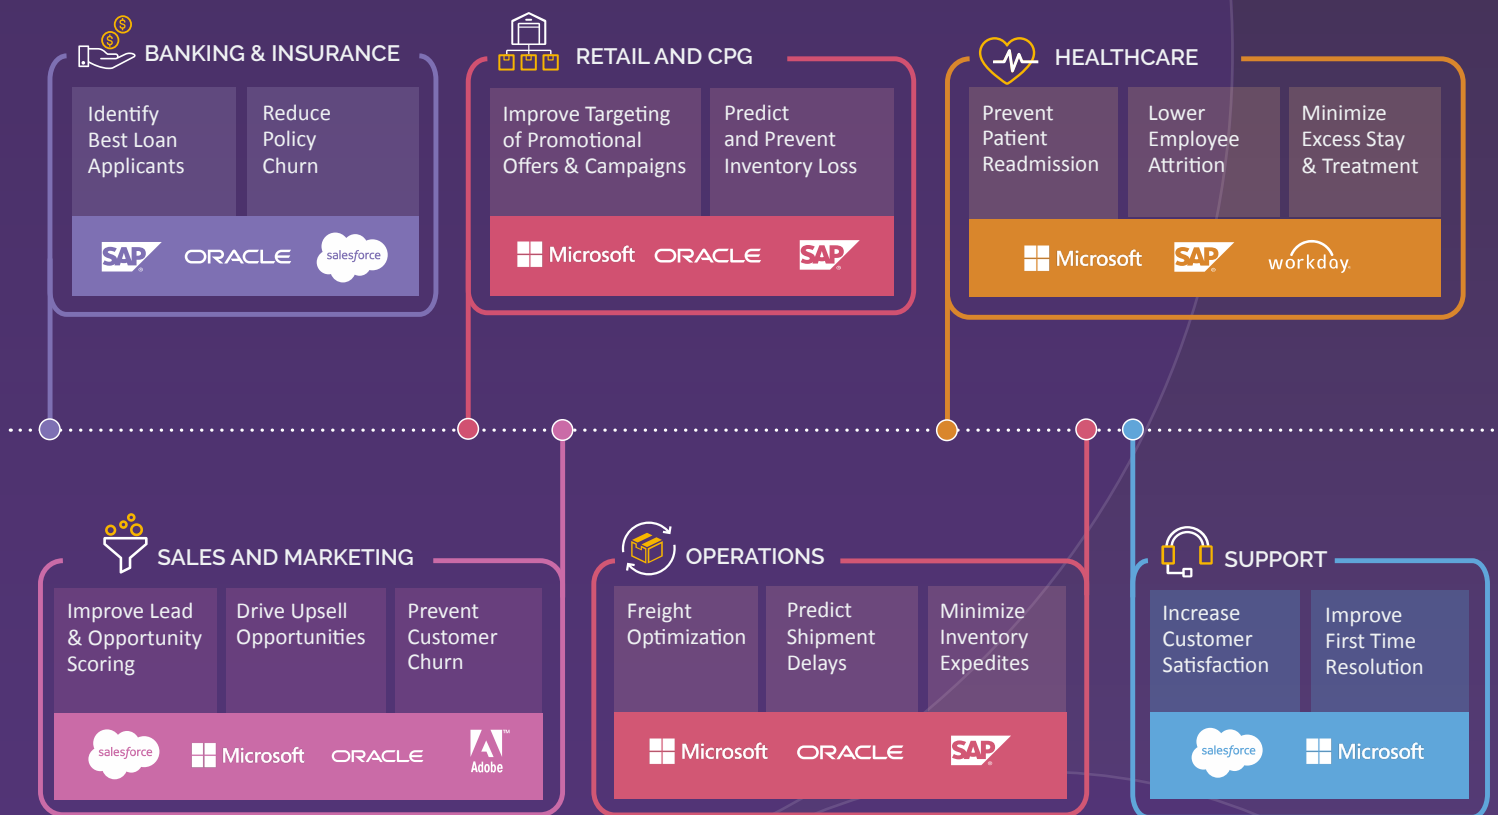 BANKING & INSURANCE
Identify
Best Loan
Applicants
Reduce
Policy
Churn
SAP
ORACLE
salesforce
RETAIL AND CPG
Improve Targeting
of Promotional
Offers & Campaigns
Predict
and Prevent
Inventory Loss
Microsoft
ORACLE
SAP
HEALTHCARE
Prevent
Patient
Readmission
Lower
Employee
Attrition
Minimize
Excess Stay
& Treatment
Microsoft
SAP
workday.
SALES AND MARKETING
Improve Lead
& Opportunity
Scoring
Drive Upsell
Opportunities
Prevent
Customer
Churn
salesforce
Microsoft
ORACLE
Adobe™
OPERATIONS
Freight
Optimization
Predict
Shipment
Delays
Minimize
Inventory
Expedites
Microsoft
ORACLE
SAP
SUPPORT
Increase
Customer
Satisfaction
Improve
First Time
Resolution
salesforce
Microsoft